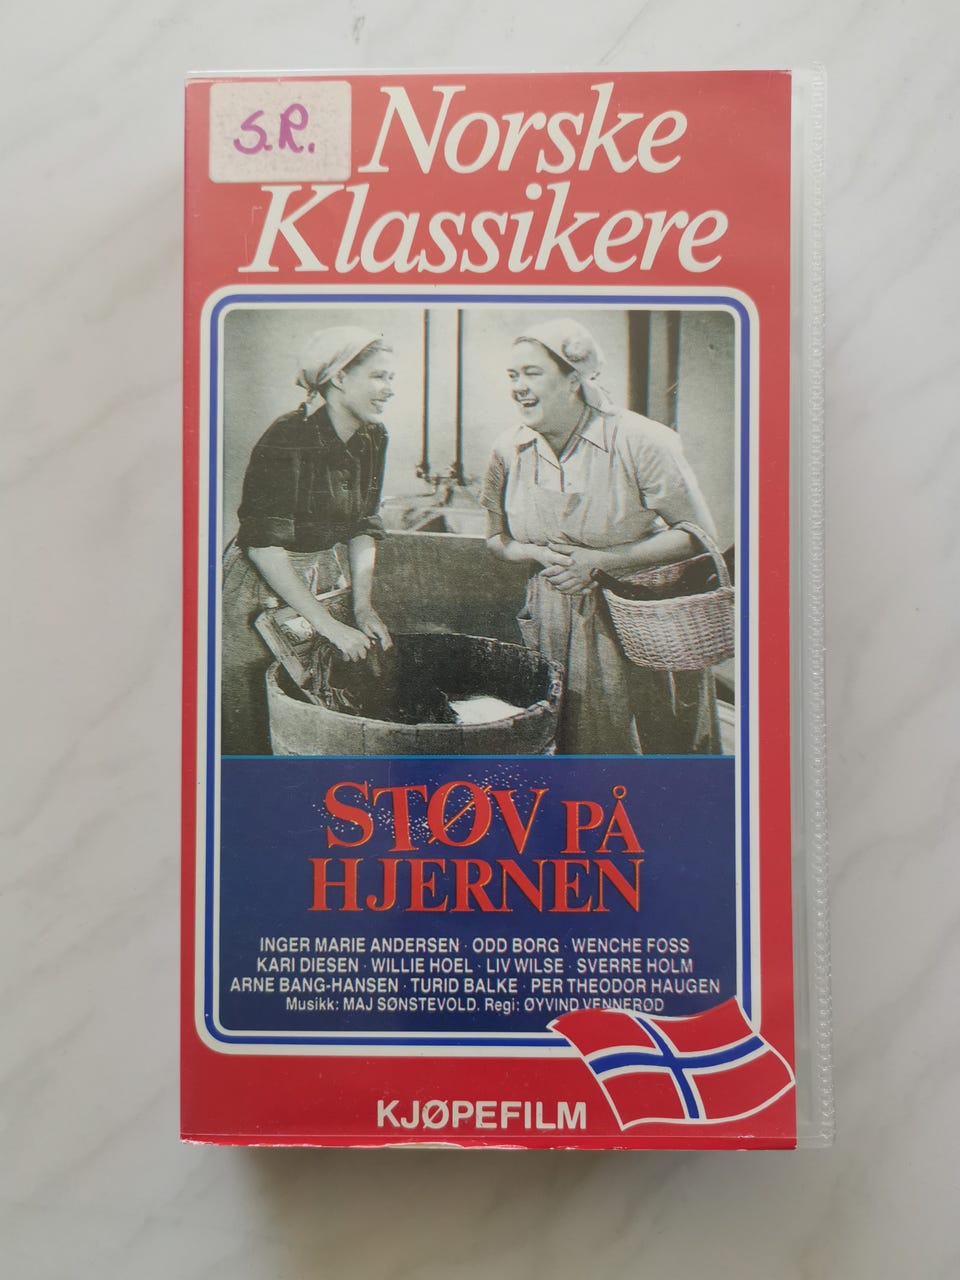 S.R.
Norske
Klassikere
STØV PÅ
HJERNEN
INGER MARIE ANDERSEN · ODD BORG · WENCHE FOSS
KARI DIESEN · WILLIE HOEL · LIV WILSE · SVERRE HOLM
ARNE BANG-HANSEN · TURID BALKE · PER THEODOR HAUGEN
Musikk: MAJ SØNSTEVOLD. Regi: ØYVIND VENNERØD
KJØPEFILM